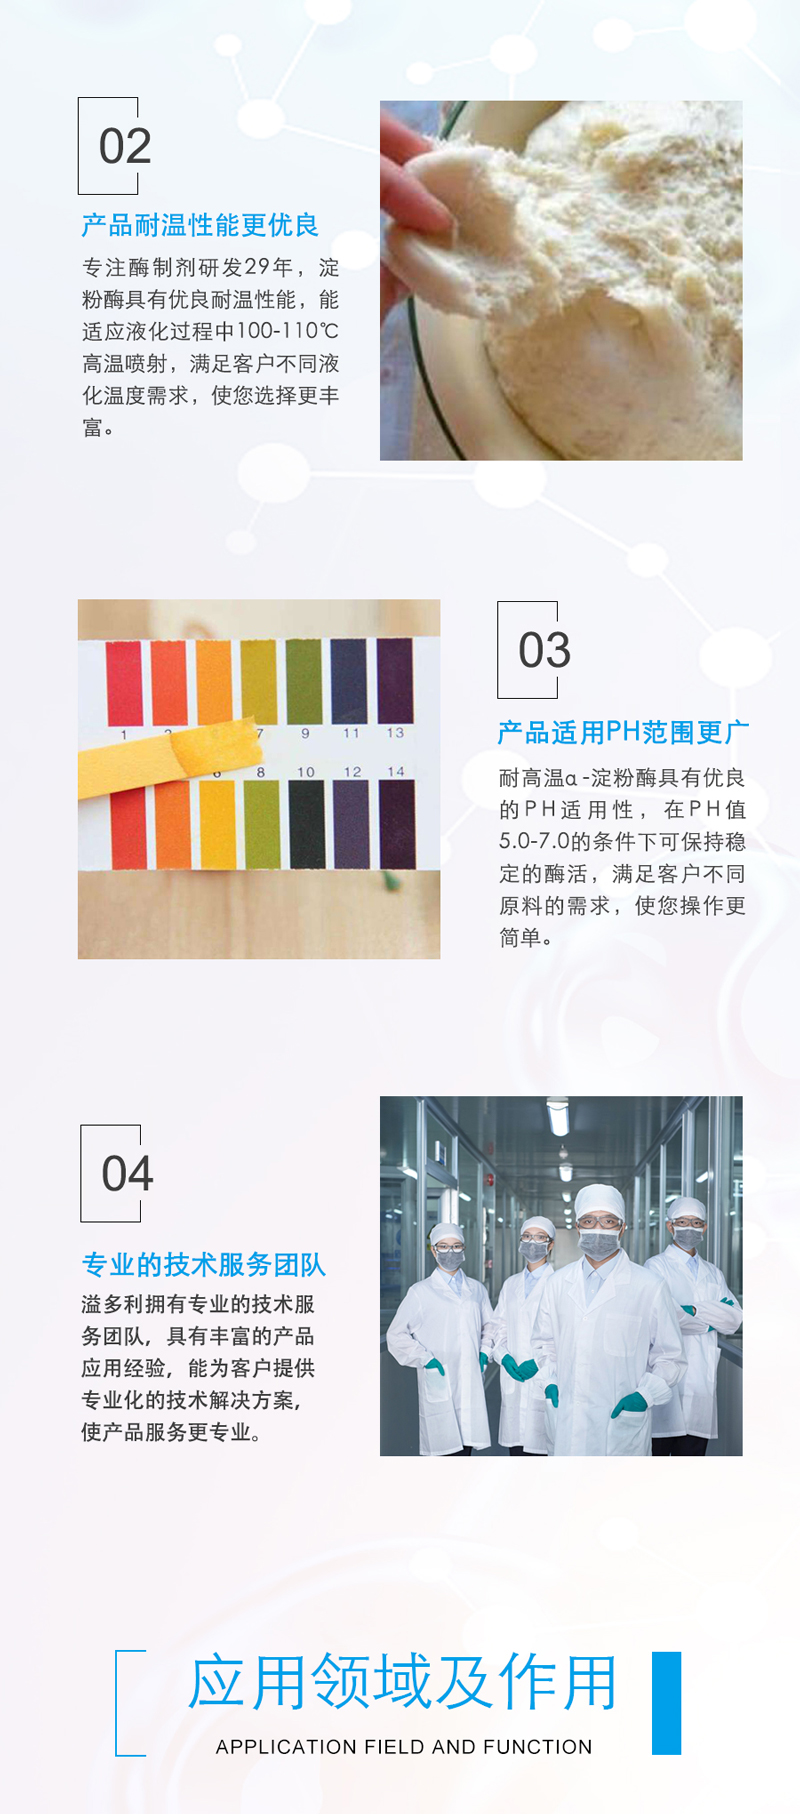 02
产品耐温性能更优良
专注酶制剂研发29年，淀
粉酶具有优良耐温性能，能
适应液化过程中100-110℃
高温喷射，满足客户不同液
化温度需求，使您选择更丰
富。
1 7 9 11 13
8 10 12 14
03
产品适用PH范围更广
耐高温α-淀粉酶具有优良
的PH适用性，在PH值
5.0-7.0的条件下可保持稳
定的酶活，满足客户不同
原料的需求，使您操作更
简单。
04
专业的技术服务团队
溢多利拥有专业的技术服
务团队，具有丰富的产品
应用经验，能为客户提供
专业化的技术解决方案，
使产品服务更专业。
应用领域及作用
APPLICATION FIELD AND FUNCTION